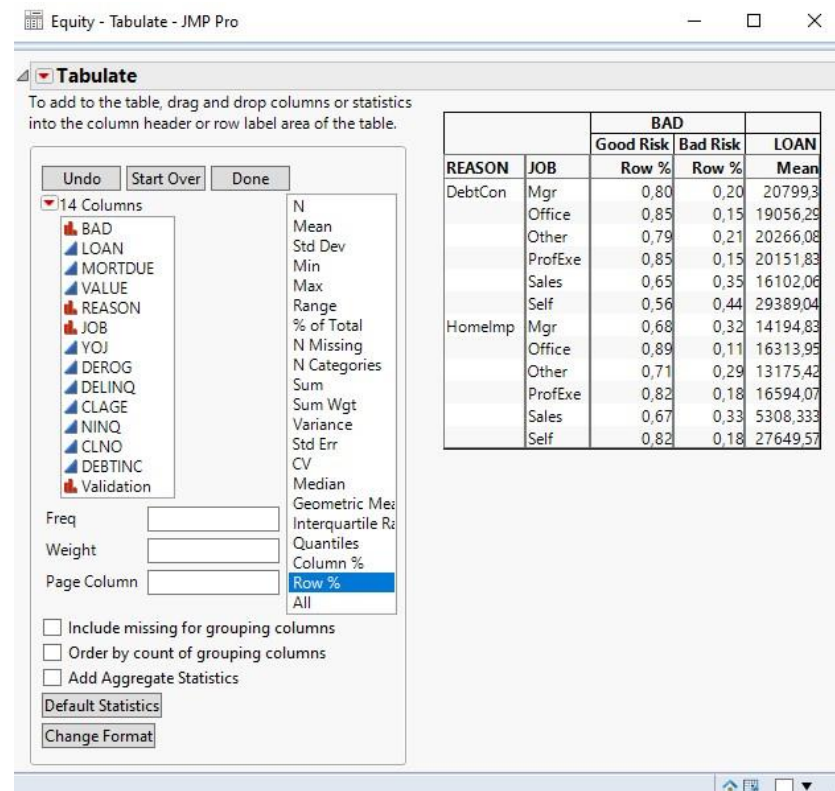 Equity - Tabulate - JMP Pro
Tabulate
To add to the table, drag and drop columns or statistics
into the column header or row label area of the table.
Undo Start Over Done
14 Columns
BAD
LOAN
MORTDUE
VALUE
REASON
JOB
YOJ
DEROG
DELINQ
CLAGE
NINQ
CLNO
DEBTINC
Validation
N
Mean
Std Dev
Min
Max
Range
% of Total
N Missing
N Categories
Sum
Sum Wgt
Variance
Std Err
CV
Median
Geometric Mea
Interquartile Ra
Quantiles
Column %
Row %
All
Freq
Weight
Page Column
Include missing for grouping columns
Order by count of grouping columns
Add Aggregate Statistics
Default Statistics
Change Format
BAD
Good Risk Bad Risk LOAN
REASON JOB Row % Row % Mean
DebtCon Mgr 0,80 0,20 20799,3
Office 0,85 0,15 19056,29
Other 0,79 0,21 20266,08
ProfExe 0,85 0,15 20151,83
Sales 0,65 0,35 16102,06
Self 0,56 0,44 29389,04
HomeImp Mgr 0,68 0,32 14194,83
Office 0,89 0,11 16313,95
Other 0,71 0,29 13175,42
ProfExe 0,82 0,18 16594,07
Sales 0,67 0,33 5308,333
Self 0,82 0,18 27649,57